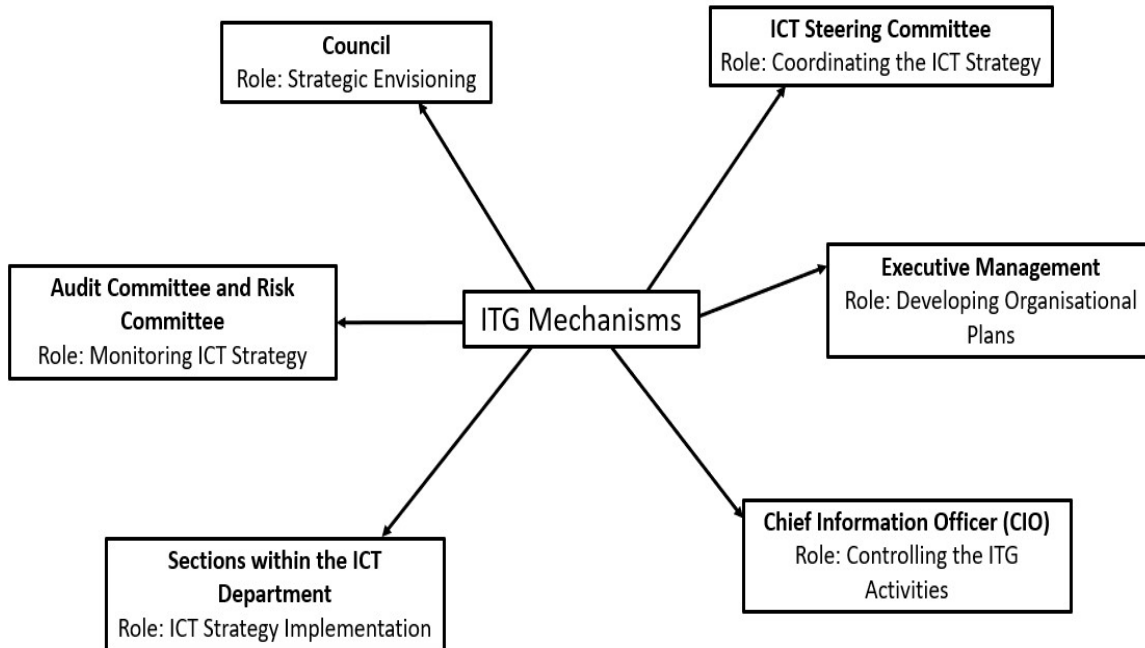 Council
Role: Strategic Envisioning
ICT Steering Committee
Role: Coordinating the ICT Strategy
Audit Committee and Risk
Committee
Role: Monitoring ICT Strategy
ITG Mechanisms
Executive Management
Role: Developing Organisational
Plans
Sections within the ICT
Department
Role: ICT Strategy Implementation
Chief Information Officer (CIO)
Role: Controlling the ITG
Activities